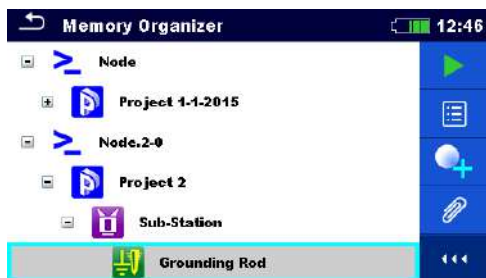 Memory Organizer 12:46
Node
Project 1-1-2015
Node.2-0
Project 2
Sub-Station
Grounding Rod